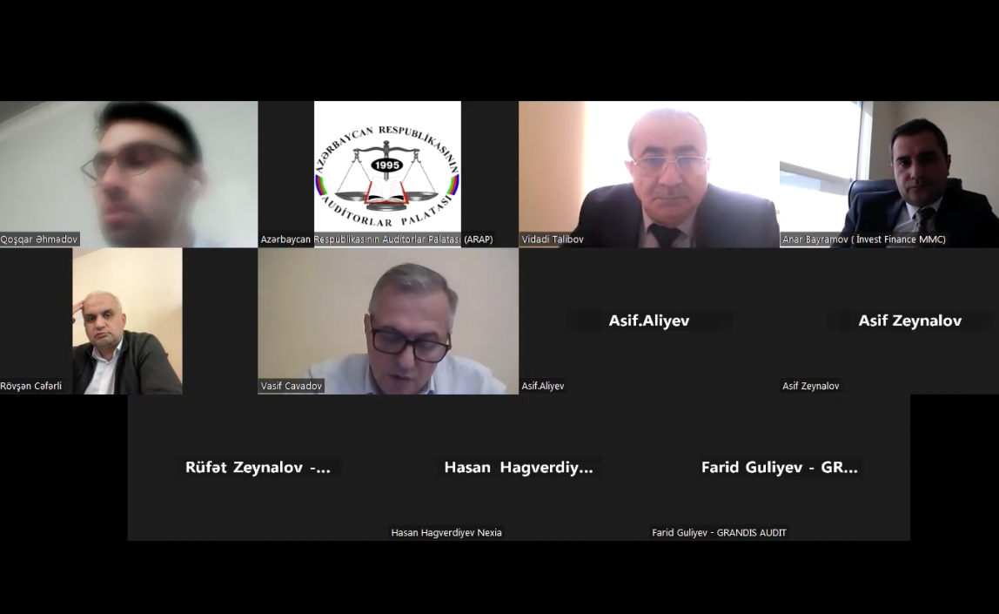 AZƏRBAYCAN RESPUBLİKASININ
1995
AUDİTORLAR PALATASI
Qoşqar Əhmədov
Azərbaycan Respublikasının Auditorlar Palatası (ARAP)
Vidadi Talibov
Anar Bayramov ( İnvest Finance MMC)
Asif.Aliyev
Asif Zeynalov
Rövşən Cəfərli
Vasif Cavadov
Asif.Aliyev
Asif Zeynalov
Rüfət Zeynalov -...
Hasan Hagverdiy...
Farid Guliyev - GR...
Hasan Hagverdiyev Nexia
Farid Guliyev - GRANDIS AUDIT